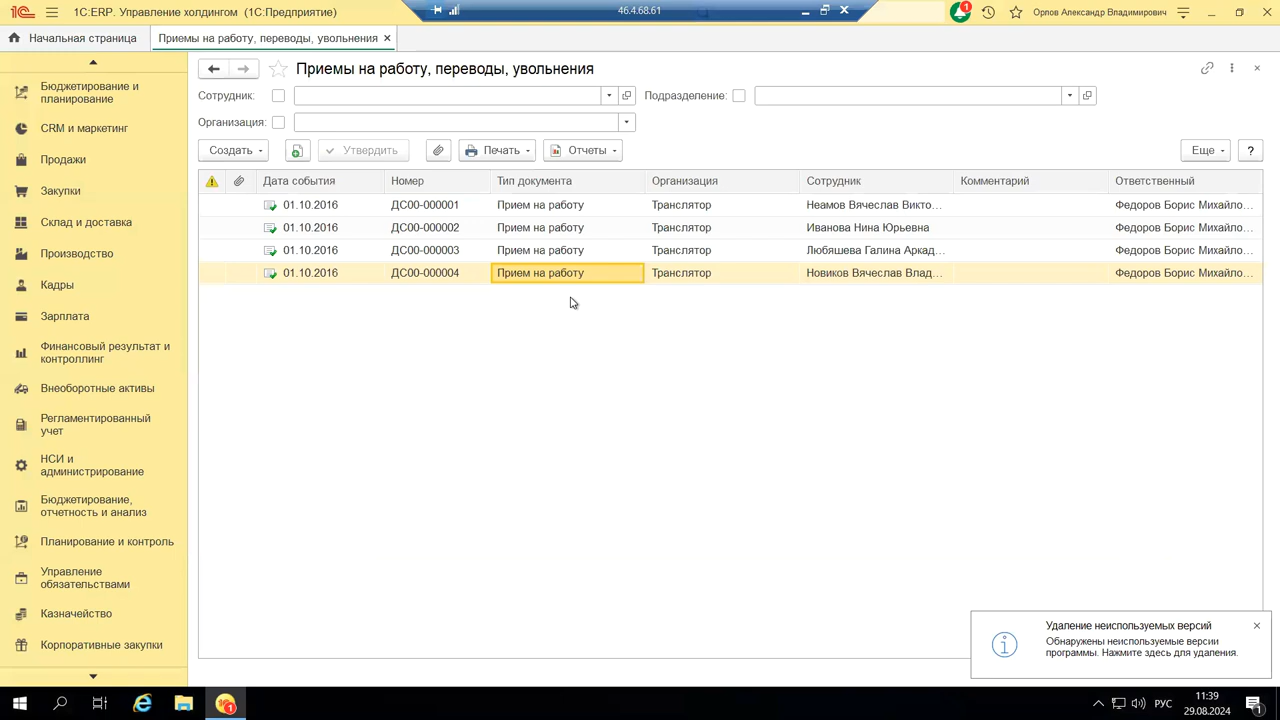 1С:ERP. Управление холдингом (1С:Предприятие)
46.4.68.61
1
Орлов Александр Владимирович
Начальная страница
Приемы на работу, переводы, увольнения
Бюджетирование и
планирование
CRM и маркетинг
Продажи
Закупки
Склад и доставка
Производство
Кадры
Зарплата
Финансовый результат и
контроллинг
Внеоборотные активы
Регламентированный
учет
НСИ и
администрирование
Бюджетирование,
отчетность и анализ
Планирование и контроль
Управление
обязательствами
Казначейство
Корпоративные закупки
Приемы на работу, переводы, увольнения
Сотрудник:
Подразделение:
Организация:
Создать
Утвердить
Печать
Отчеты
Еще
?
Дата события Номер Тип документа Организация Сотрудник Комментарий Ответственный
01.10.2016 ДС00-000001 Прием на работу Транслятор Неамов Вячеслав Викто... Федоров Борис Михайло...
01.10.2016 ДС00-000002 Прием на работу Транслятор Иванова Нина Юрьевна Федоров Борис Михайло...
01.10.2016 ДС00-000003 Прием на работу Транслятор Любяшева Галина Аркад... Федоров Борис Михайло...
01.10.2016 ДС00-000004 Прием на работу Транслятор Новиков Вячеслав Влад... Федоров Борис Михайло...
Удаление неиспользуемых версий
Обнаружены неиспользуемые версии
программы. Нажмите здесь для удаления.
РУС
11:39
29.08.2024
1
1